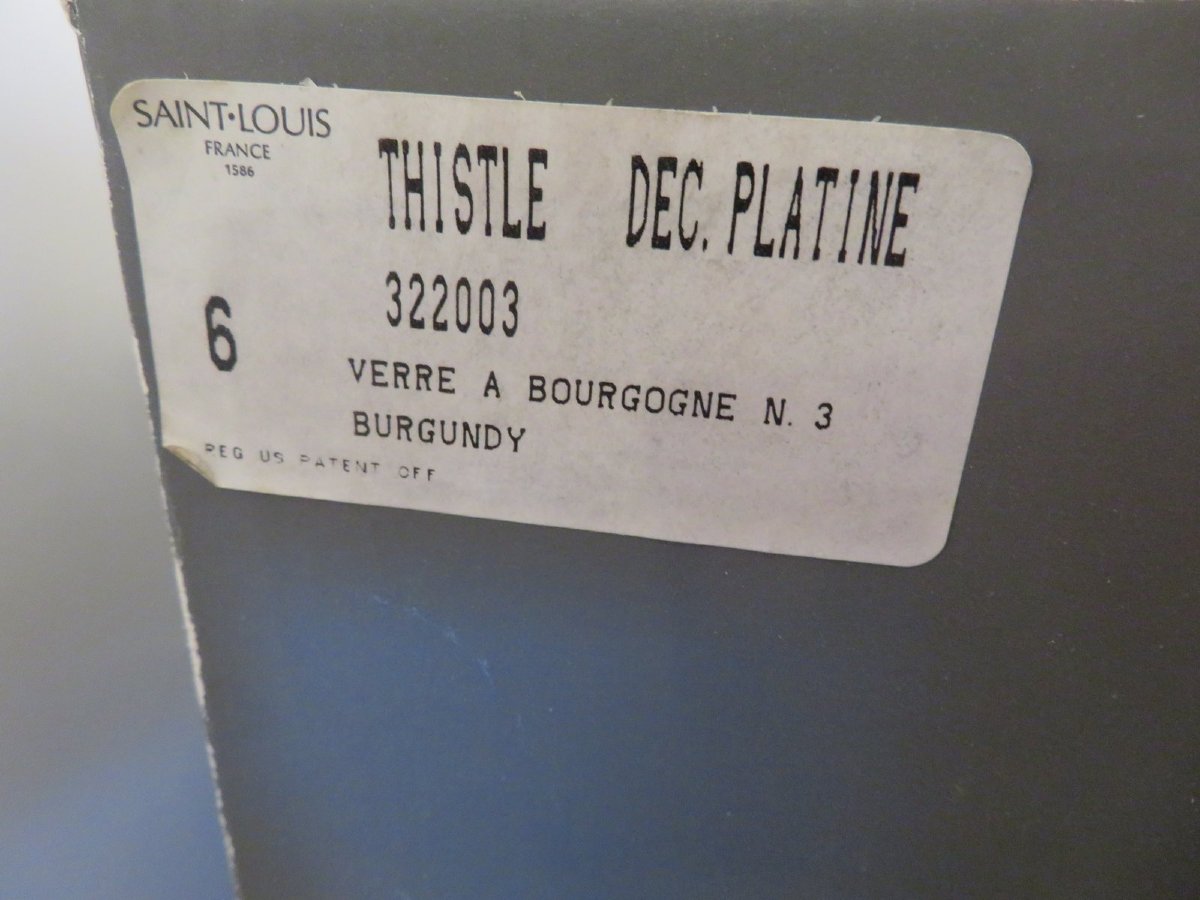 SAINT·LOUIS
FRANCE
1586
THISTLE DEC. PLATINE
322003
6
VERRE A BOURGOGNE N. 3
BURGUNDY
REG US PATENT OFF